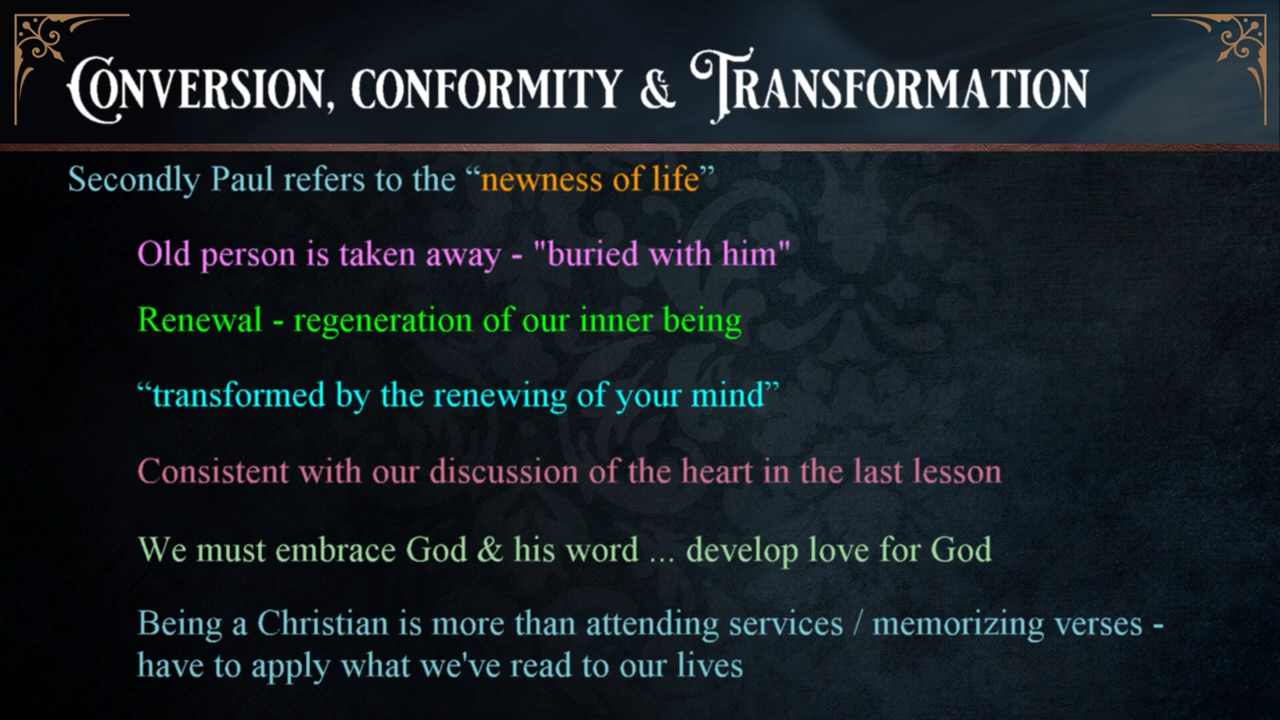 Conversion, conformity & Transformation
Secondly Paul refers to the “newness of life”
Old person is taken away - "buried with him"
Renewal - regeneration of our inner being
“transformed by the renewing of your mind”
Consistent with our discussion of the heart in the last lesson
We must embrace God & his word ... develop love for God
Being a Christian is more than attending services / memorizing verses -
have to apply what we've read to our lives